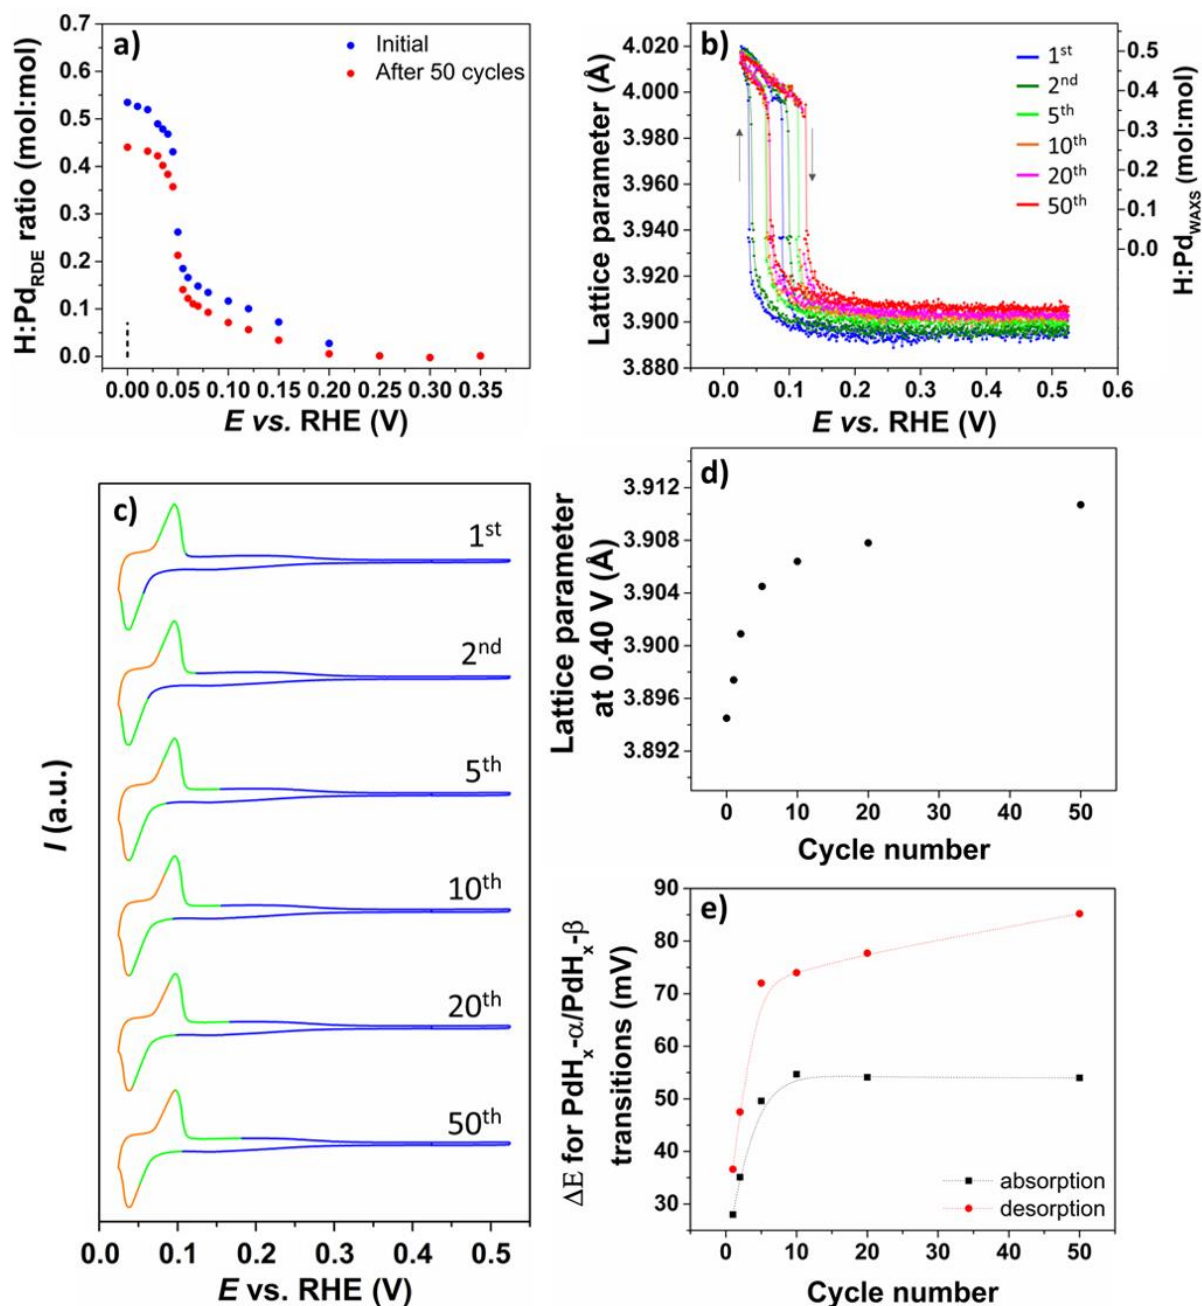 a)
H:Pd_RDE ratio (mol:mol)
0.7
0.6
0.5
0.4
0.3
0.2
0.1
0.0
Initial
After 50 cycles
0.00 0.05 0.10 0.15 0.20 0.25 0.30 0.35
E vs. RHE (V)
b)
Lattice parameter (Å)
4.020
4.000
3.980
3.960
3.940
3.920
3.900
3.880
1st
2nd
5th
10th
20th
50th
0.5
0.4
0.3
0.2
0.1
0.0
H:Pd_WAXS (mol:mol)
0.0 0.1 0.2 0.3 0.4 0.5 0.6
E vs. RHE (V)
c)
I (a.u.)
1st
2nd
5th
10th
20th
50th
0.0 0.1 0.2 0.3 0.4 0.5
E vs. RHE (V)
d)
Lattice parameter
at 0.40 V (Å)
3.912
3.908
3.904
3.900
3.896
3.892
0 10 20 30 40 50
Cycle number
e)
ΔE for PdH_x-α/PdH_x-β
transitions (mV)
90
80
70
60
50
40
30
absorption
desorption
0 10 20 30 40 50
Cycle number